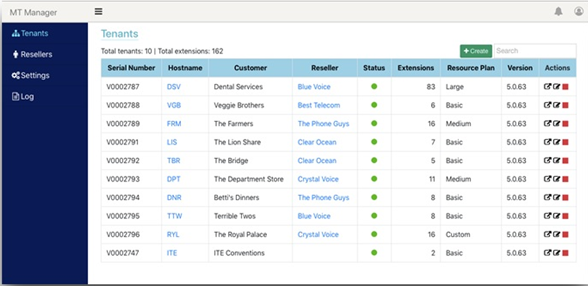 MT Manager
Tenants
Resellers
Settings
Log
Tenants
Total tenants: 10 | Total extensions: 162
Create Search
Serial Number Hostname Customer Reseller Status Extensions Resource Plan Version Actions
V0002787 DSV Dental Services Blue Voice 83 Large 5.0.63
V0002788 VGB Veggie Brothers Best Telecom 6 Basic 5.0.63
V0002789 FRM The Farmers The Phone Guys 16 Medium 5.0.63
V0002791 LIS The Lion Share Clear Ocean 7 Basic 5.0.63
V0002792 TBR The Bridge Clear Ocean 5 Basic 5.0.63
V0002793 DPT The Department Store Crystal Voice 11 Medium 5.0.63
V0002794 DNR Betti's Dinners The Phone Guys 8 Basic 5.0.63
V0002795 TTW Terrible Twos Blue Voice 8 Basic 5.0.63
V0002796 RYL The Royal Palace Crystal Voice 16 Custom 5.0.63
V0002747 ITE ITE Conventions 2 Basic 5.0.63